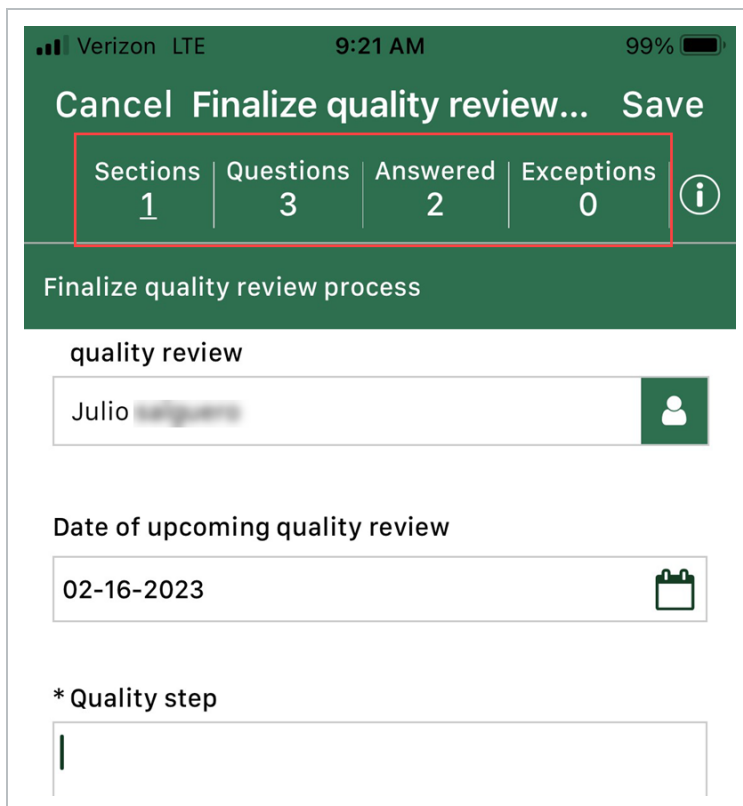 Verizon LTE 9:21 AM 99%
Cancel Finalize quality review... Save
Sections Questions Answered Exceptions
1 3 2 0
Finalize quality review process
quality review
Julio
Date of upcoming quality review
02-16-2023
* Quality step